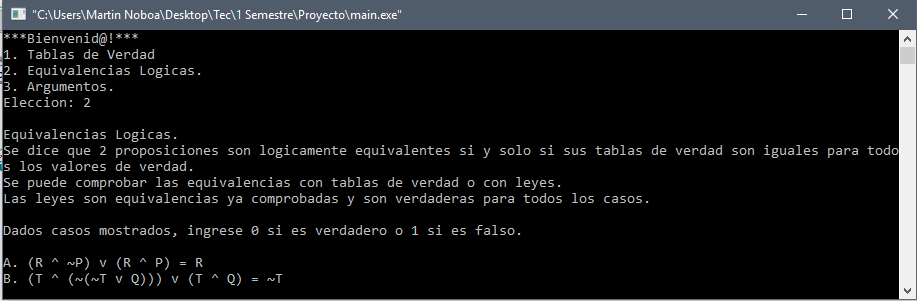 "C:\Users\Martin Noboa\Desktop\Tec\1 Semestre\Proyecto\main.exe"
***Bienvenid@!***
1. Tablas de Verdad
2. Equivalencias Logicas.
3. Argumentos.
Eleccion: 2
Equivalencias Logicas.
Se dice que 2 proposiciones son logicamente equivalentes si y solo si sus tablas de verdad son iguales para todo
s los valores de verdad.
Se puede comprobar las equivalencias con tablas de verdad o con leyes.
Las leyes son equivalencias ya comprobadas y son verdaderas para todos los casos.
Dados casos mostrados, ingrese 0 si es verdadero o 1 si es falso.
A. (R ^ ~P) v (R ^ P) = R
B. (T ^ (~(~T v Q))) v (T ^ Q) = ~T